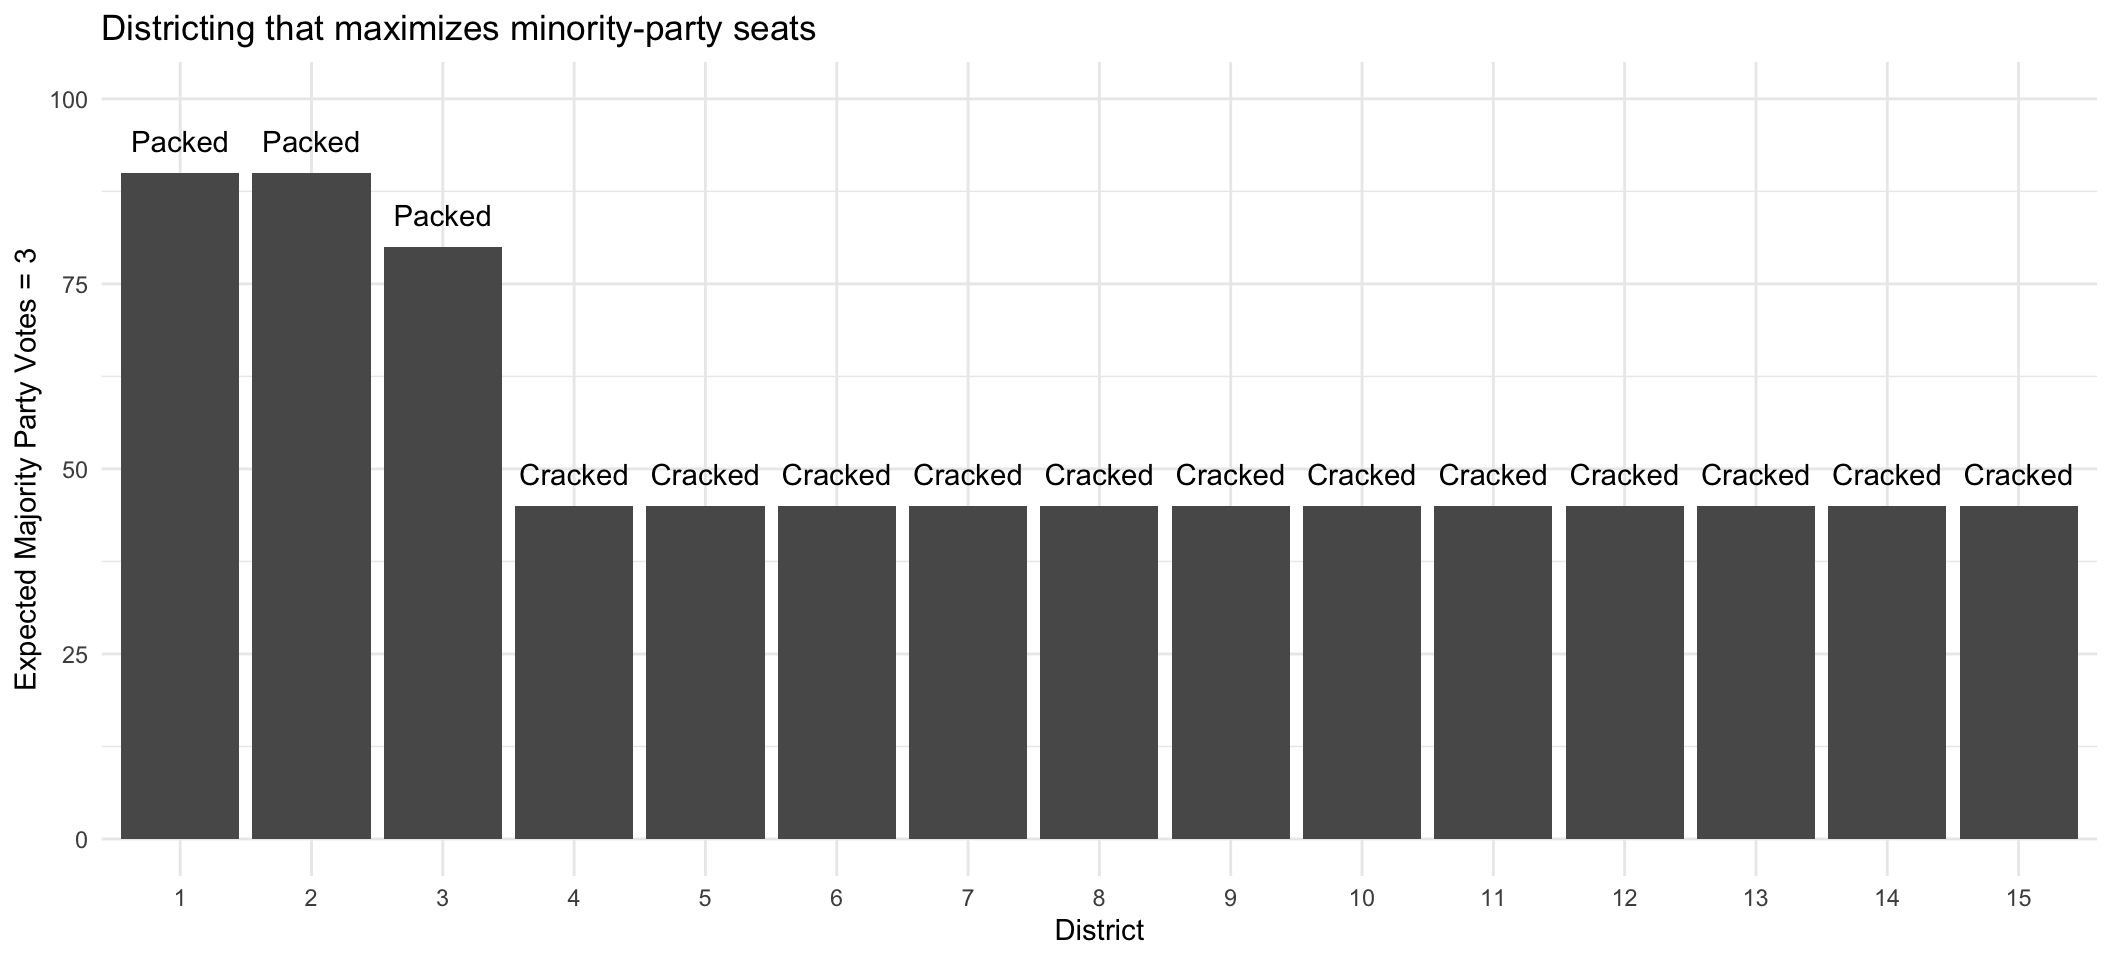 Districting that maximizes minority-party seats
Expected Majority Party Votes = 3
100
75
50
25
0
Packed Packed
Packed
Cracked Cracked Cracked Cracked Cracked Cracked Cracked Cracked Cracked Cracked Cracked Cracked
1 2 3 4 5 6 7 8 9 10 11 12 13 14 15
District